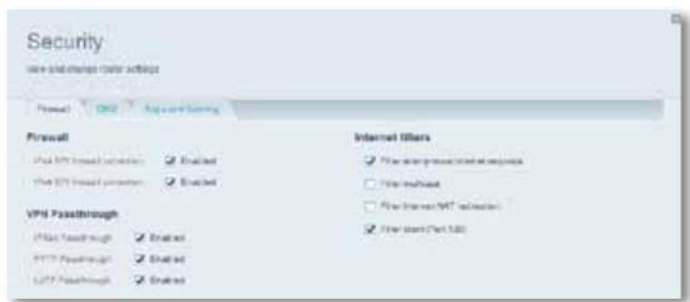 Security
view and change router settings
Firewall DMZ Apps and Gaming
Firewall
IPv6 SPI firewall protection: Enabled
IPv4 SPI firewall protection: Enabled
VPN Passthrough
IPSec Passthrough: Enabled
PPTP Passthrough: Enabled
L2TP Passthrough: Enabled
Internet filters
Filter anonymous Internet requests
Filter multicast
Filter Internet NAT redirection
Filter ident (Port 113)